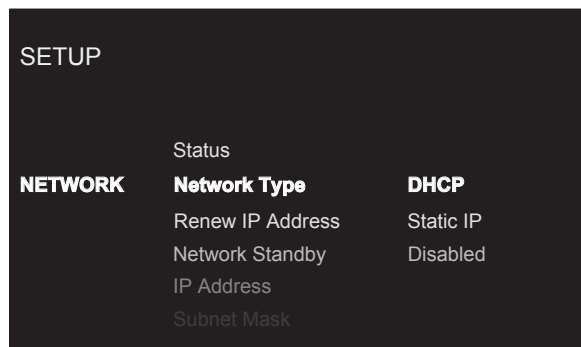 SETUP
Status
NETWORK Network Type DHCP
Renew IP Address Static IP
Network Standby Disabled
IP Address
Subnet Mask